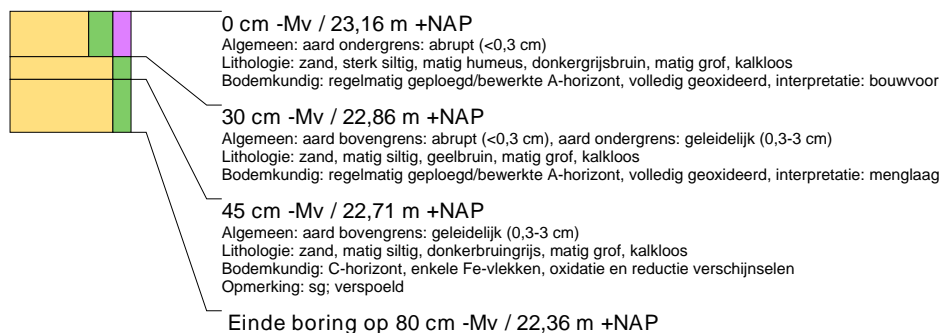 0 cm -Mv / 23,16 m +NAP
Algemeen: aard ondergrens: abrupt (<0,3 cm)
Lithologie: zand, sterk siltig, matig humeus, donkergrijsbruin, matig grof, kalkloos
Bodemkundig: regelmatig geploegd/bewerkte A-horizont, volledig geoxideerd, interpretatie: bouwvoor
30 cm -Mv / 22,86 m +NAP
Algemeen: aard bovengrens: abrupt (<0,3 cm), aard ondergrens: geleidelijk (0,3-3 cm)
Lithologie: zand, matig siltig, geelbruin, matig grof, kalkloos
Bodemkundig: regelmatig geploegd/bewerkte A-horizont, volledig geoxideerd, interpretatie: menglaag
45 cm -Mv / 22,71 m +NAP
Algemeen: aard bovengrens: geleidelijk (0,3-3 cm)
Lithologie: zand, matig siltig, donkerbruingrijs, matig grof, kalkloos
Bodemkundig: C-horizont, enkele Fe-vlekken, oxidatie en reductie verschijnselen
Opmerking: sg; verspoeld
Einde boring op 80 cm -Mv / 22,36 m +NAP